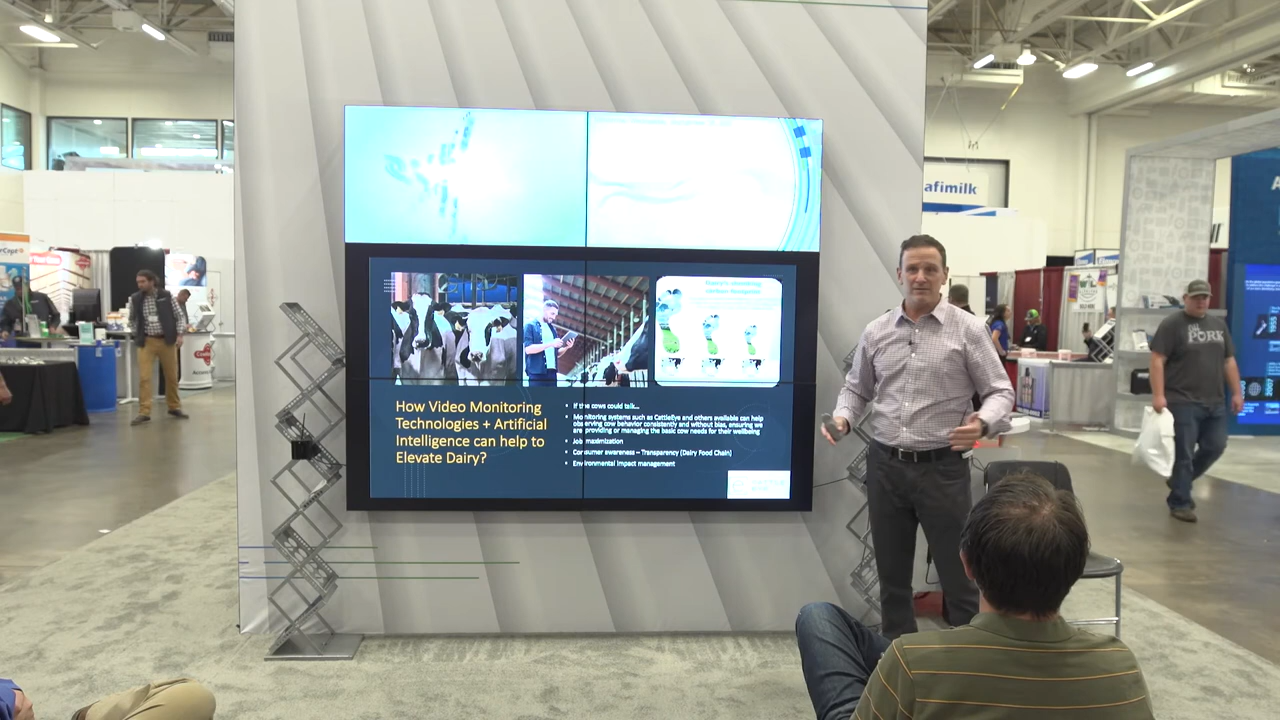 afimilk
How Video Monitoring
Technologies + Artificial
Intelligence can help to
Elevate Dairy?
• If the cows could talk...
• Monitoring systems such as CattleEye and others available can help
observing cow behavior consistently and without bias, ensuring we
are providing or managing the basic cow needs for their wellbeing
• Job maximization
• Consumer awareness – Transparency (Dairy Food Chain)
• Environmental impact management
PORK